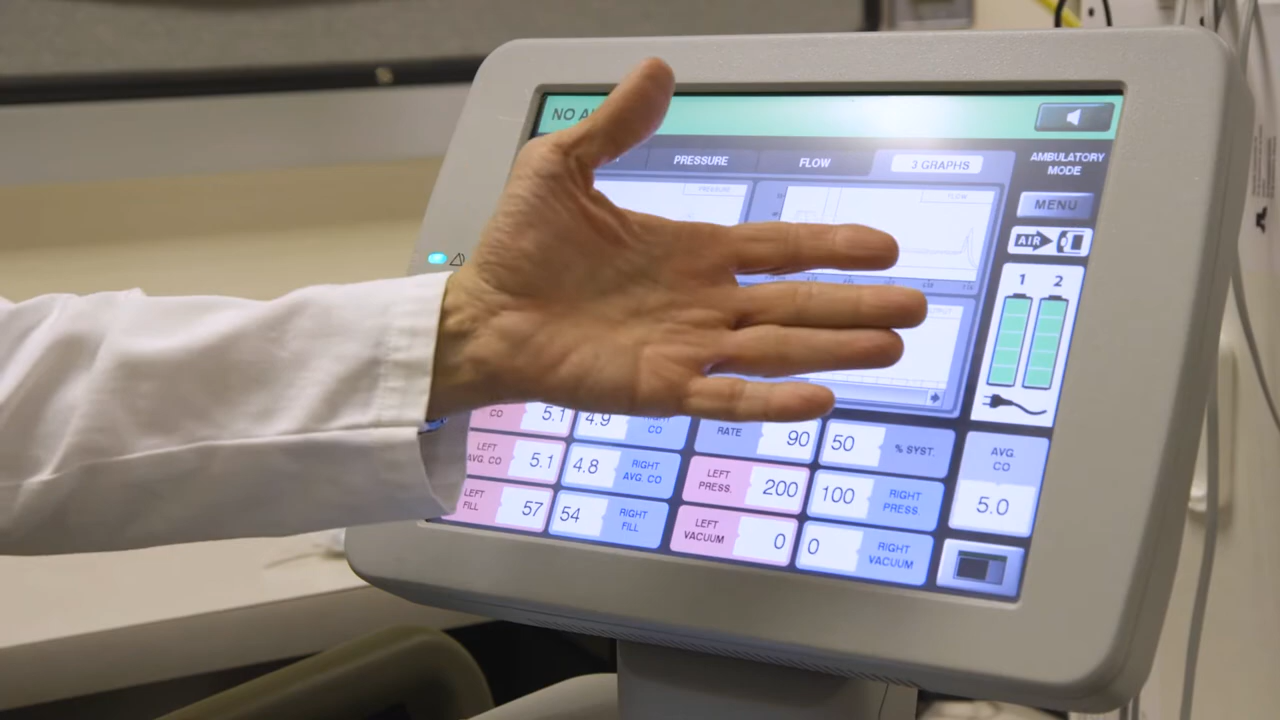 NO
PRESSURE
FLOW
3 GRAPHS
AMBULATORY
MODE
MENU
PRESSURE
FLOW
AIR
1 2
CO 5.1
4.9 CO
RATE 90
50 % SYST.
LEFT
AVG. CO 5.1
4.8 RIGHT
AVG. CO
LEFT
PRESS. 200
100 RIGHT
PRESS.
AVG.
CO
5.0
LEFT
FILL 57
54 RIGHT
FILL
LEFT
VACUUM 0
0 RIGHT
VACUUM